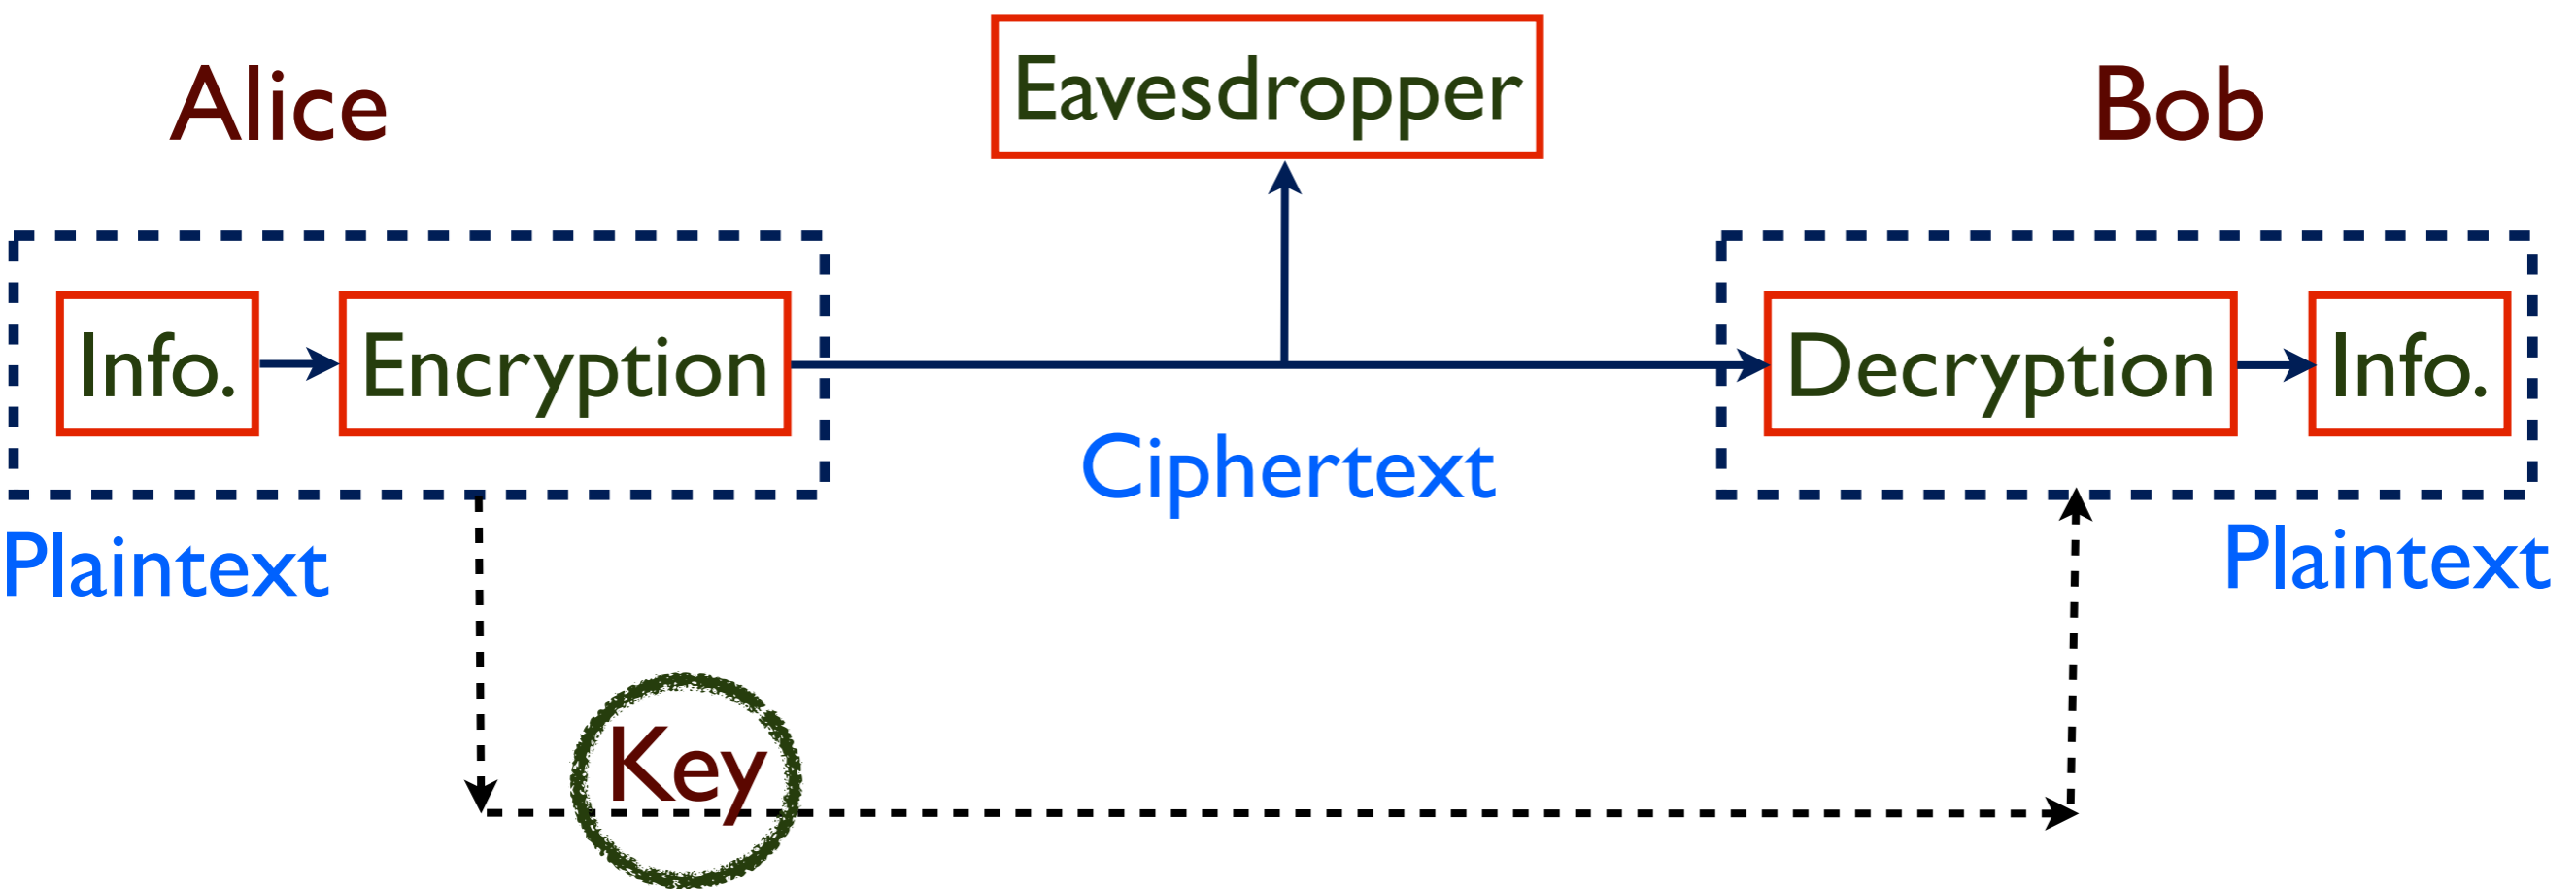 Alice
Eavesdropper
Bob
Info.
Encryption
Decryption
Info.
Ciphertext
Plaintext
Plaintext
Key